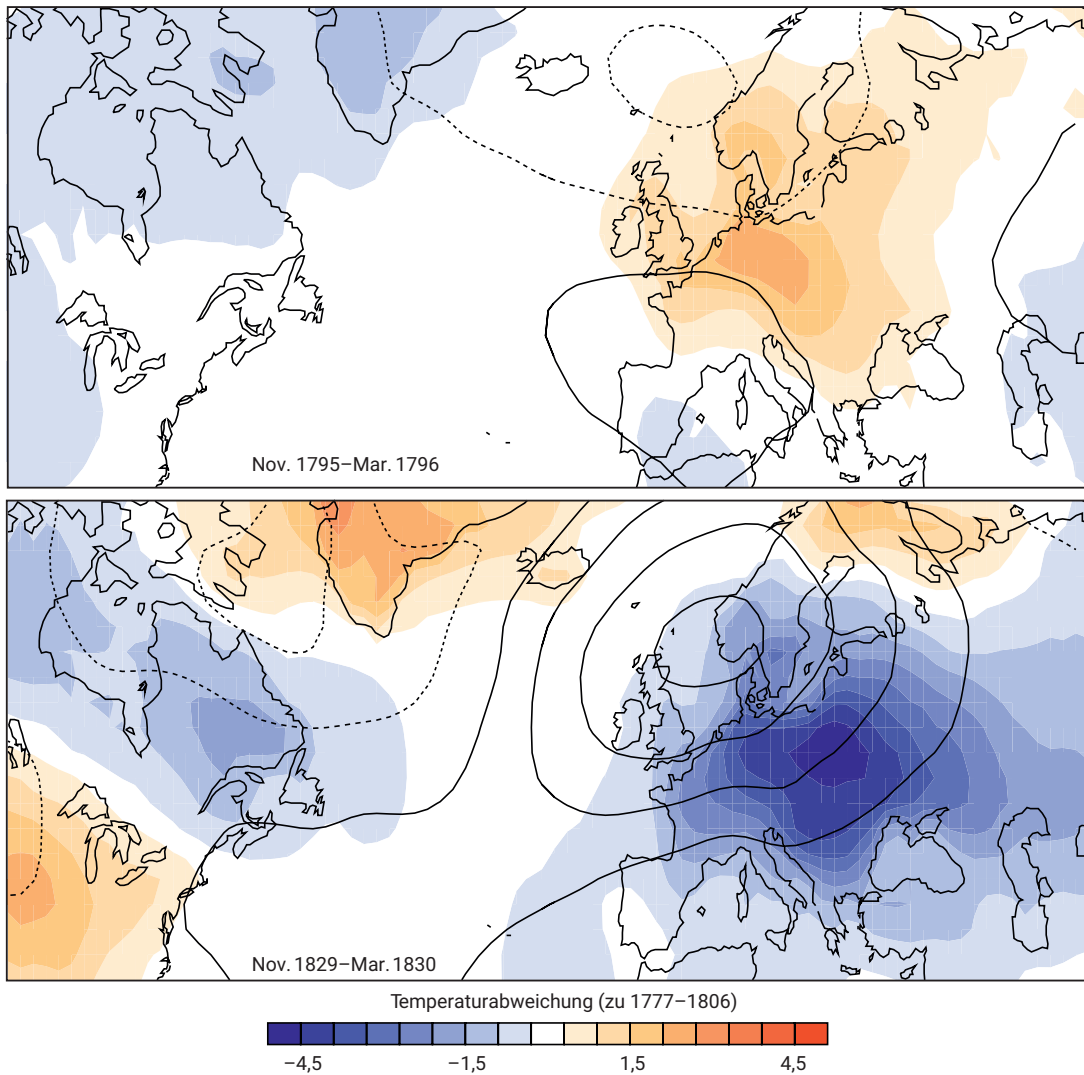 Nov. 1795–Mar. 1796
Nov. 1829–Mar. 1830
Temperaturabweichung (zu 1777–1806)
−4,5 −1,5 1,5 4,5